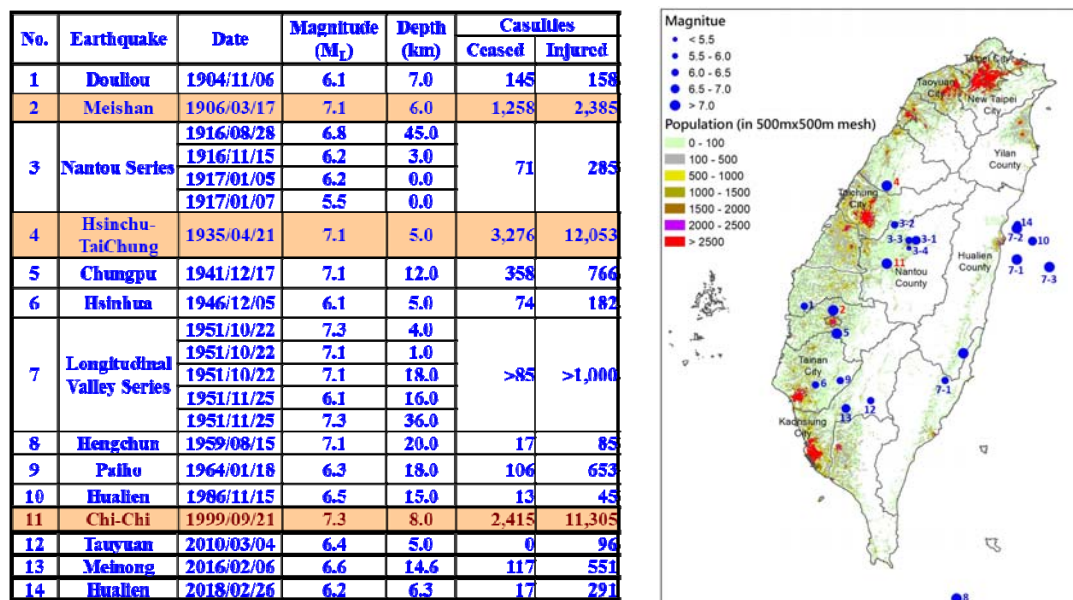 No. Earthquake Date Magnitude (ML) Depth (km) Casulties
Ceased Injured
1 Douliou 1904/11/06 6.1 7.0 145 158
2 Meishan 1906/03/17 7.1 6.0 1,258 2,385
3 Nantou Series 1916/08/28 6.8 45.0 71 285
1916/11/15 6.2 3.0
1917/01/05 6.2 0.0
1917/01/07 5.5 0.0
4 Hsinchu-TaiChung 1935/04/21 7.1 5.0 3,276 12,053
5 Chungpu 1941/12/17 7.1 12.0 358 766
6 Hsinhua 1946/12/05 6.1 5.0 74 182
7 Longitudinal Valley Series 1951/10/22 7.3 4.0 >85 >1,000
1951/10/22 7.1 1.0
1951/10/22 7.1 18.0
1951/11/25 6.1 16.0
1951/11/25 7.3 36.0
8 Hengchun 1959/08/15 7.1 20.0 17 85
9 Paiho 1964/01/18 6.3 18.0 106 653
10 Hualien 1986/11/15 6.5 15.0 13 45
11 Chi-Chi 1999/09/21 7.3 8.0 2,415 11,305
12 Tauyuan 2010/03/04 6.4 5.0 0 96
13 Meinong 2016/02/06 6.6 14.6 117 551
14 Hualien 2018/02/26 6.2 6.3 17 291
Magnitue
< 5.5
5.5 - 6.0
6.0 - 6.5
6.5 - 7.0
> 7.0
Population (in 500mx500m mesh)
0 - 100
100 - 500
500 - 1000
1000 - 1500
1500 - 2000
2000 - 2500
> 2500
Taipei City
Taoyuan City
New Taipei City
Yilan County
4
Taichung City
3-2
14
7-2
10
3-3
3-1
3-4
Hualien County
7-1
7-3
11
Nantou County
1
2
5
Tainan City
6
9
7-1
12
13
Kaohsiung City
8